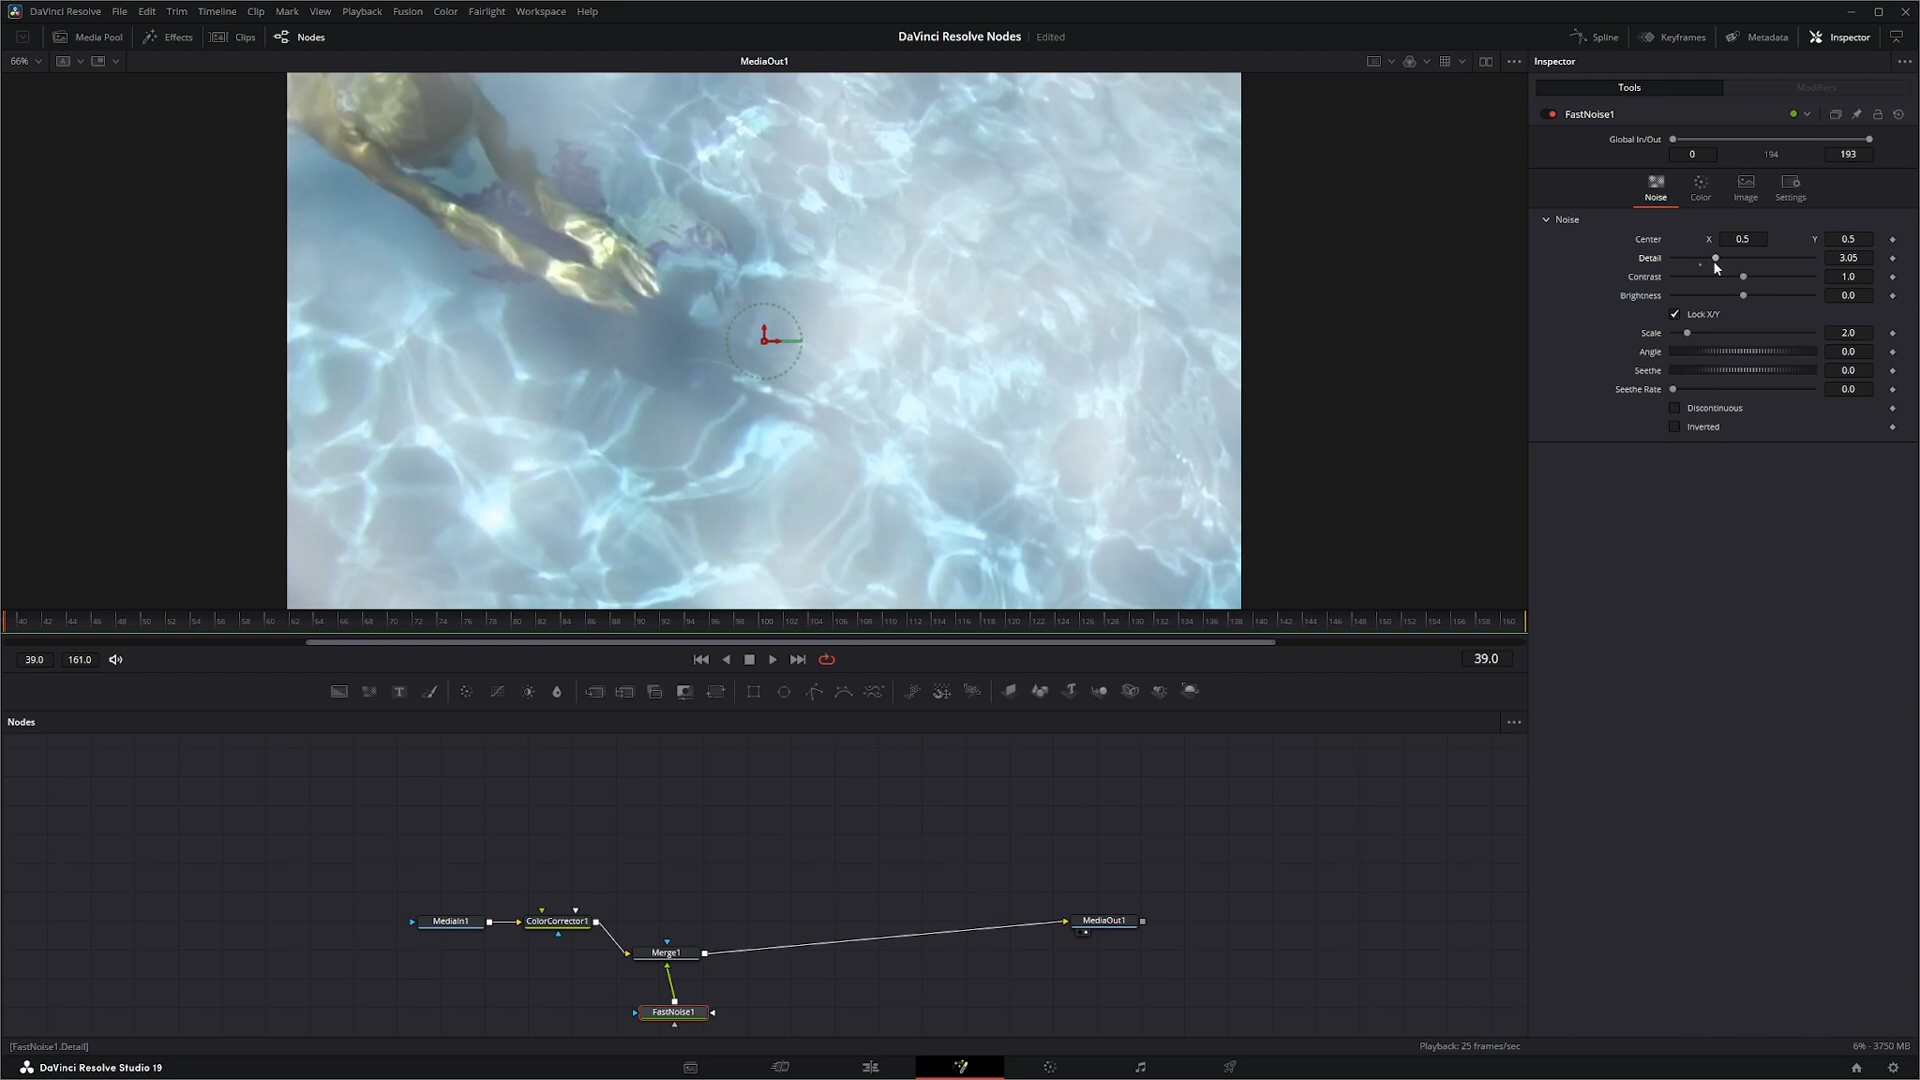 DaVinci Resolve File Edit Trim Timeline Clip Mark View Playback Fusion Color Fairlight Workspace Help
Media Pool Effects Clips Nodes DaVinci Resolve Nodes Edited Spline Keyframes Metadata Inspector
66% A MediaOut1 Inspector
Tools Modifiers
FastNoise1
Global In/Out
0 194 193
Noise Color Image Settings
Noise
Center X 0.5 Y 0.5
Detail 3.05
Contrast 1.0
Brightness 0.0
Lock X/Y
Scale 2.0
Angle 0.0
Seethe 0.0
Seethe Rate 0.0
Discontinuous
Inverted
40 42 44 46 48 50 52 54 56 58 60 62 64 66 68 70 72 74 76 78 80 82 84 86 88 90 92 94 96 98 100 102 104 106 108 110 112 114 116 118 120 122 124 126 128 130 132 134 136 138 140 142 144 146 148 150 152 154 156 158 160
39.0 161.0 39.0
Nodes
MediaIn1 ColorCorrector1 MediaOut1
Merge1
FastNoise1
[FastNoise1.Detail] Playback: 25 frames/sec 6% - 3750 MB
DaVinci Resolve Studio 19